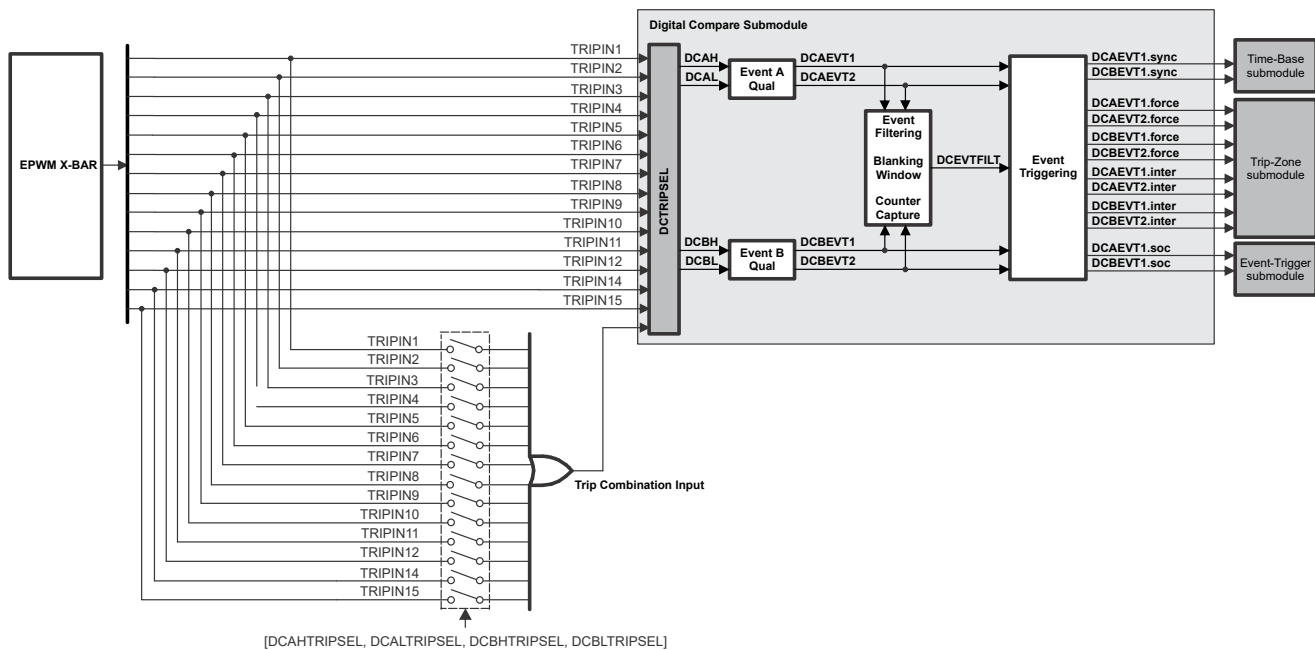 Digital Compare Submodule
EPWM X-BAR
TRIPIN1
TRIPIN2
TRIPIN3
TRIPIN4
TRIPIN5
TRIPIN6
TRIPIN7
TRIPIN8
TRIPIN9
TRIPIN10
TRIPIN11
TRIPIN12
TRIPIN14
TRIPIN15
DCTRIPSEL
DCAH
DCAL
Event A
Qual
DCAEVT1
DCAEVT2
DCBH
DCBL
Event B
Qual
DCBEVT1
DCBEVT2
Event
Filtering
Blanking
Window
Counter
Capture
DCEVTFILT
Event
Triggering
DCAEVT1.sync
DCBEVT1.sync
DCAEVT1.force
DCAEVT2.force
DCBEVT1.force
DCBEVT2.force
DCAEVT1.inter
DCAEVT2.inter
DCBEVT1.inter
DCBEVT2.inter
DCAEVT1.soc
DCBEVT1.soc
Time-Base
submodule
Trip-Zone
submodule
Event-Trigger
submodule
TRIPIN1
TRIPIN2
TRIPIN3
TRIPIN4
TRIPIN5
TRIPIN6
TRIPIN7
TRIPIN8
TRIPIN9
TRIPIN10
TRIPIN11
TRIPIN12
TRIPIN14
TRIPIN15
Trip Combination Input
[DCAHTRIPSEL, DCALTRIPSEL, DCBHTRIPSEL, DCBLTRIPSEL]